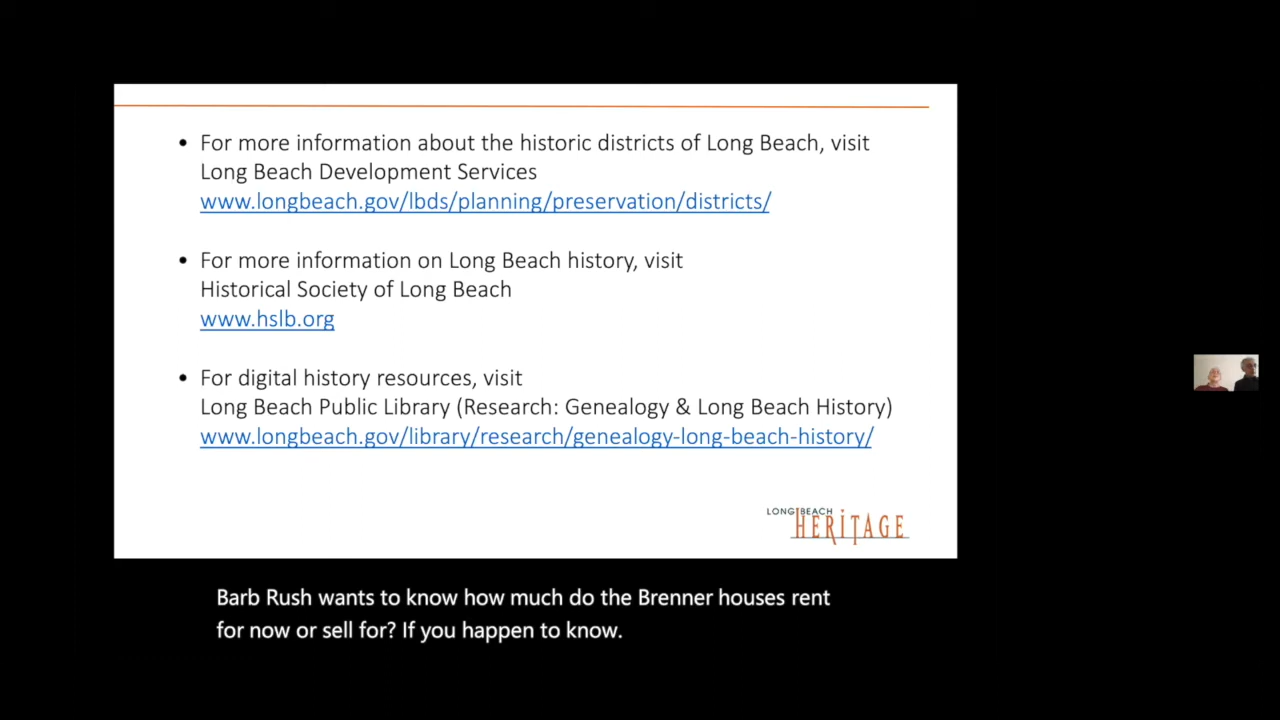 • For more information about the historic districts of Long Beach, visit
Long Beach Development Services
www.longbeach.gov/lbds/planning/preservation/districts/
• For more information on Long Beach history, visit
Historical Society of Long Beach
www.hslb.org
• For digital history resources, visit
Long Beach Public Library (Research: Genealogy & Long Beach History)
www.longbeach.gov/library/research/genealogy-long-beach-history/
LONG BEACH
HERITAGE
Barb Rush wants to know how much do the Brenner houses rent
for now or sell for? If you happen to know.